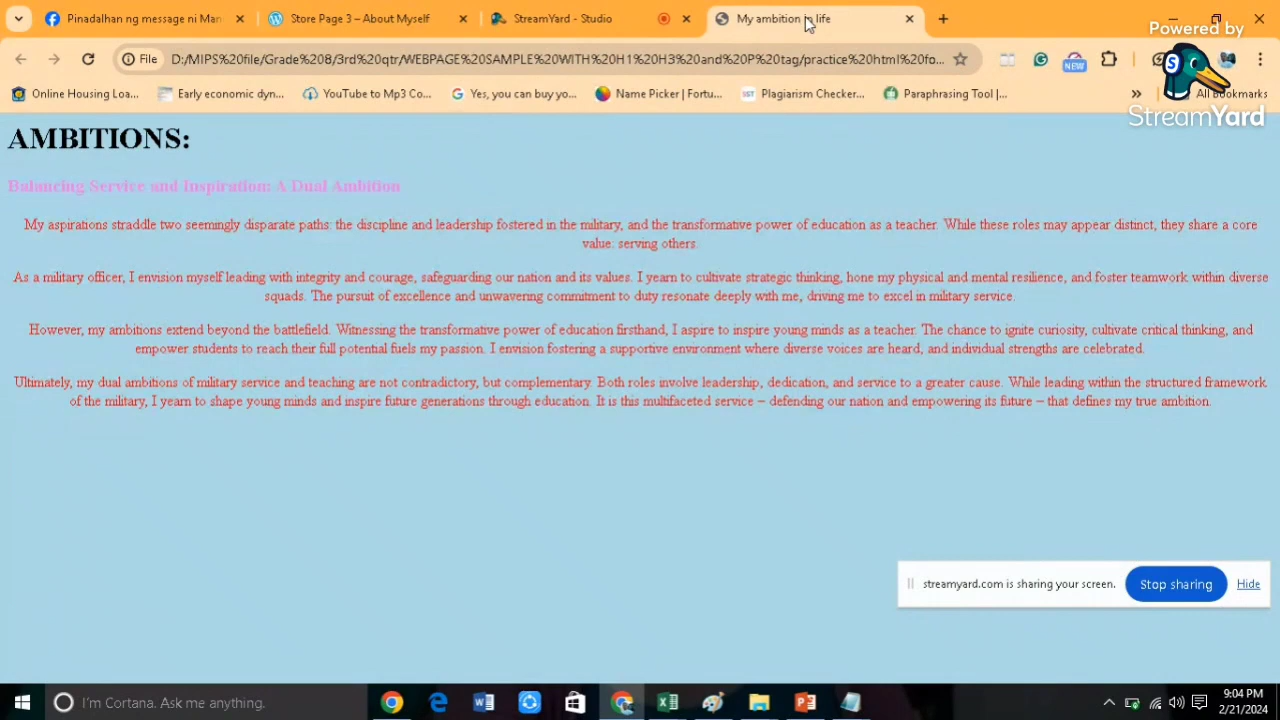 Pinadalhan ng message ni Man
Store Page 3 – About Myself
StreamYard - Studio
My ambition in life
Powered by
File
D:/MIPS%20file/Grade%208/3rd%20qtr/WEBPAGE%20SAMPLE%20WITH%20H1%20H3%20and%20P%20tag/practice%20html%20fo...
NEW
Online Housing Loa...
Early economic dyn...
YouTube to Mp3 Co...
Yes, you can buy yo...
Name Picker | Fortu...
SST
Plagiarism Checker...
Paraphrasing Tool |...
»
All Bookmarks
StreamYard
AMBITIONS:
Balancing Service and Inspiration: A Dual Ambition
My aspirations straddle two seemingly disparate paths: the discipline and leadership fostered in the military, and the transformative power of education as a teacher. While these roles may appear distinct, they share a core
value: serving others.
As a military officer, I envision myself leading with integrity and courage, safeguarding our nation and its values. I yearn to cultivate strategic thinking, hone my physical and mental resilience, and foster teamwork within diverse
squads. The pursuit of excellence and unwavering commitment to duty resonate deeply with me, driving me to excel in military service.
However, my ambitions extend beyond the battlefield. Witnessing the transformative power of education firsthand, I aspire to inspire young minds as a teacher. The chance to ignite curiosity, cultivate critical thinking, and
empower students to reach their full potential fuels my passion. I envision fostering a supportive environment where diverse voices are heard, and individual strengths are celebrated.
Ultimately, my dual ambitions of military service and teaching are not contradictory, but complementary. Both roles involve leadership, dedication, and service to a greater cause. While leading within the structured framework
of the military, I yearn to shape young minds and inspire future generations through education. It is this multifaceted service – defending our nation and empowering its future – that defines my true ambition.
streamyard.com is sharing your screen.
Stop sharing
Hide
I'm Cortana. Ask me anything.
9:04 PM
2/21/2024